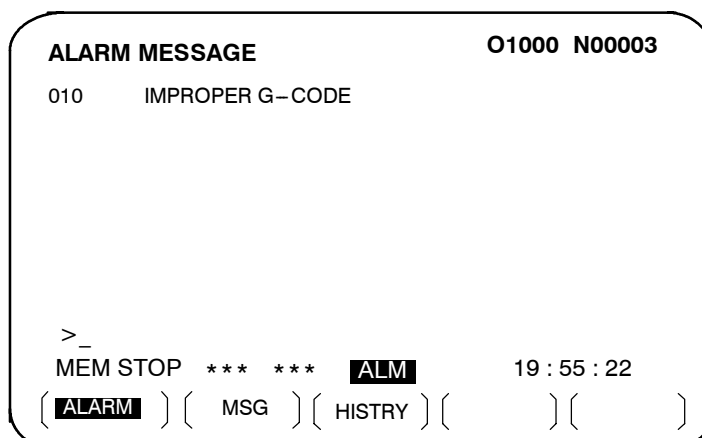 ALARM MESSAGE O1000 N00003
010 IMPROPER G-CODE
>_
MEM STOP *** *** ALM 19 : 55 : 22
[ ALARM ] [ MSG ] [ HISTRY ] [ ] [ ]